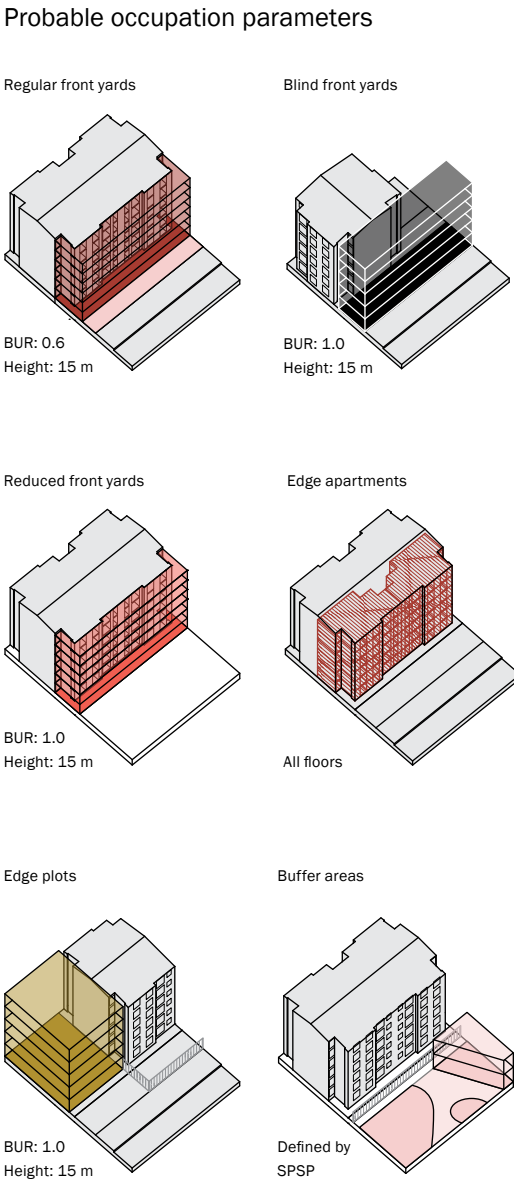 Probable occupation parameters
Regular front yards
Blind front yards
BUR: 0.6
Height: 15 m
BUR: 1.0
Height: 15 m
Reduced front yards
Edge apartments
BUR: 1.0
Height: 15 m
All floors
Edge plots
Buffer areas
BUR: 1.0
Height: 15 m
Defined by
SPSP